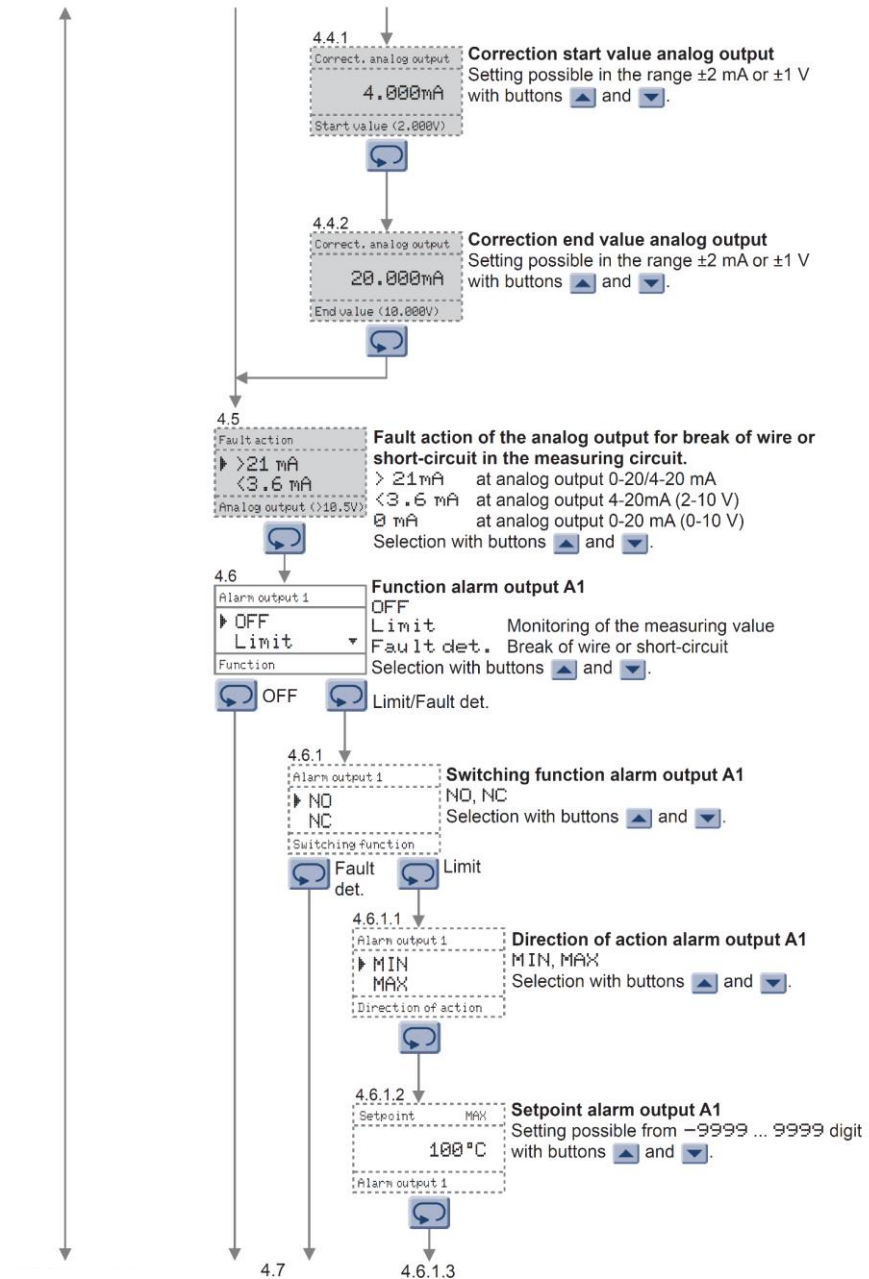 4.4.1
Correct. analog output
4.000mA
Start value (2.000V)
Correction start value analog output
Setting possible in the range ±2 mA or ±1 V
with buttons and .
4.4.2
Correct. analog output
20.000mA
End value (10.000V)
Correction end value analog output
Setting possible in the range ±2 mA or ±1 V
with buttons and .
4.5
Fault action
>21 mA
<3.6 mA
Analog output (>10.5V)
Fault action of the analog output for break of wire or
short-circuit in the measuring circuit.
> 21mA at analog output 0-20/4-20 mA
<3.6 mA at analog output 4-20mA (2-10 V)
0 mA at analog output 0-20 mA (0-10 V)
Selection with buttons and .
4.6
Alarm output 1
OFF
Limit
Function
Function alarm output A1
OFF
Limit Monitoring of the measuring value
Fault det. Break of wire or short-circuit
Selection with buttons and .
OFF
Limit/Fault det.
4.6.1
Alarm output 1
NO
NC
Switching function
Switching function alarm output A1
NO, NC
Selection with buttons and .
Fault
det.
Limit
4.6.1.1
Alarm output 1
MIN
MAX
Direction of action
Direction of action alarm output A1
MIN, MAX
Selection with buttons and .
4.6.1.2
Setpoint MAX
100°C
Alarm output 1
Setpoint alarm output A1
Setting possible from -9999 ... 9999 digit
with buttons and .
4.7
4.6.1.3